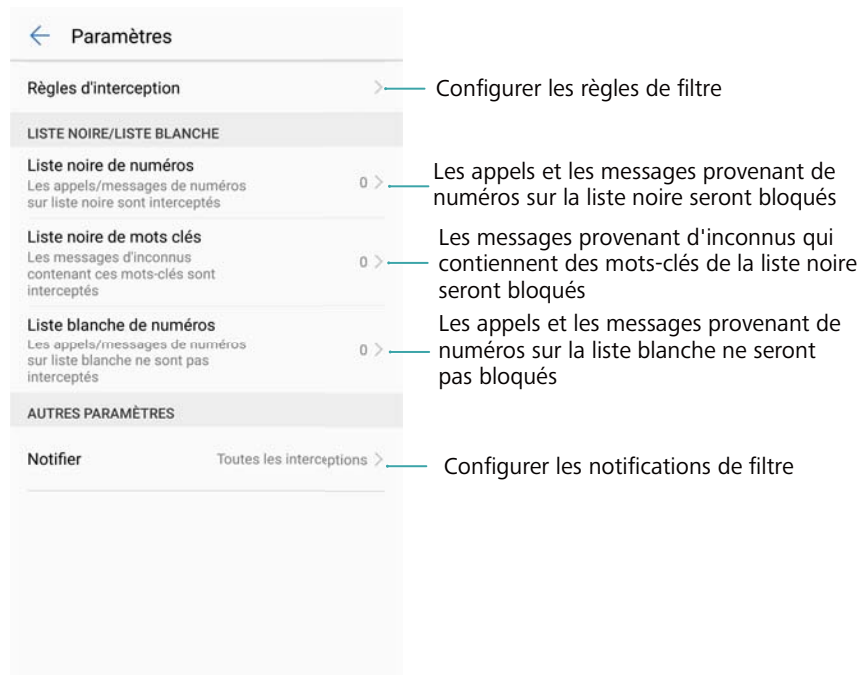 Paramètres
Règles d'interception
Configurer les règles de filtre
LISTE NOIRE/LISTE BLANCHE
Liste noire de numéros
Les appels/messages de numéros
sur liste noire sont interceptés
0
Les appels et les messages provenant de
numéros sur la liste noire seront bloqués
Liste noire de mots clés
Les messages d'inconnus
contenant ces mots-clés sont
interceptés
0
Les messages provenant d'inconnus qui
contiennent des mots-clés de la liste noire
seront bloqués
Liste blanche de numéros
Les appels/messages de numéros
sur liste blanche ne sont pas
interceptés
0
Les appels et les messages provenant de
numéros sur la liste blanche ne seront
pas bloqués
AUTRES PARAMÈTRES
Notifier
Toutes les interceptions
Configurer les notifications de filtre